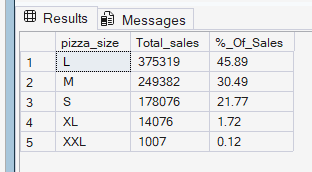 Results Messages
pizza_size Total_sales %_Of_Sales
1 L 375319 45.89
2 M 249382 30.49
3 S 178076 21.77
4 XL 14076 1.72
5 XXL 1007 0.12